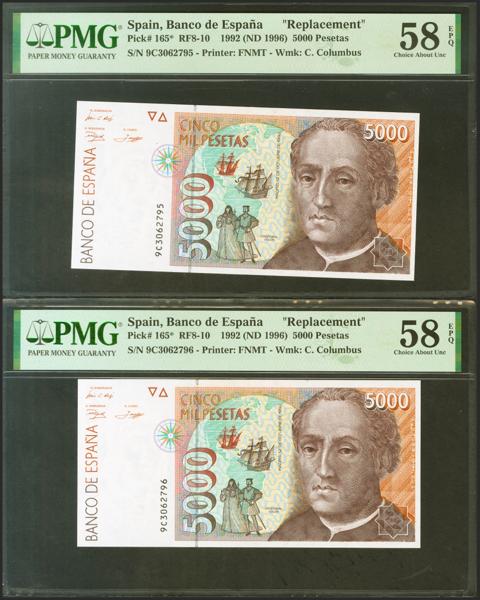 PMG
PAPER MONEY GUARANTY
Spain, Banco de España "Replacement"
Pick# 165* RF8-10 1992 (ND 1996) 5000 Pesetas
S/N 9C3062795 - Printer: FNMT - Wmk: C. Columbus
58 EPQ
Choice About Unc
BANCO DE ESPAÑA
9C3062795
CINCO
MIL PESETAS
5000
5000
PMG
PAPER MONEY GUARANTY
Spain, Banco de España "Replacement"
Pick# 165* RF8-10 1992 (ND 1996) 5000 Pesetas
S/N 9C3062796 - Printer: FNMT - Wmk: C. Columbus
58 EPQ
Choice About Unc
BANCO DE ESPAÑA
9C3062796
CINCO
MIL PESETAS
5000
5000